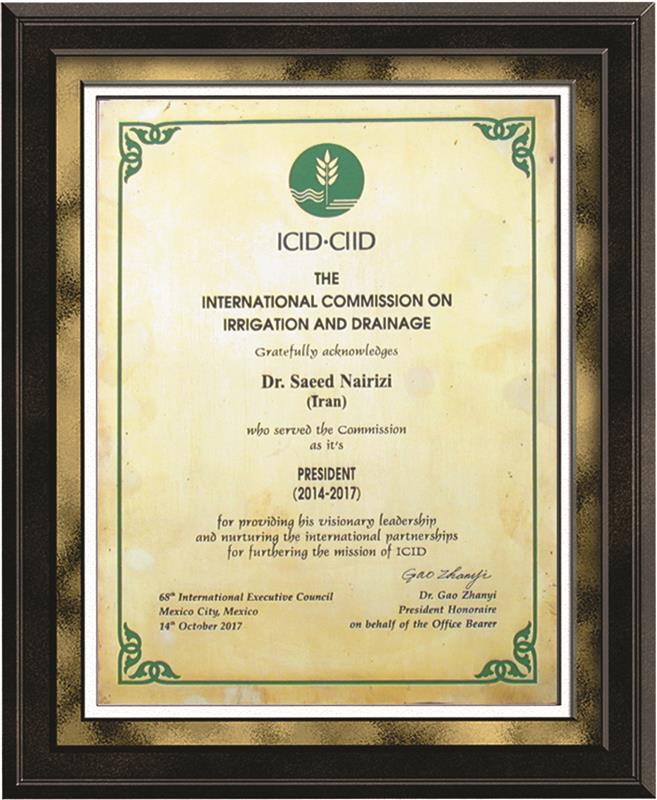 ICID·CIID
THE
INTERNATIONAL COMMISSION ON
IRRIGATION AND DRAINAGE
Gratefully acknowledges
Dr. Saeed Nairizi
(Iran)
who served the Commission
as it's
PRESIDENT
(2014-2017)
for providing his visionary leadership
and nurturing the international partnerships
for furthering the mission of ICID
Gao Zhanyi
68th International Executive Council
Mexico City, Mexico
14th October 2017
Dr. Gao Zhanyi
President Honoraire
on behalf of the Office Bearer